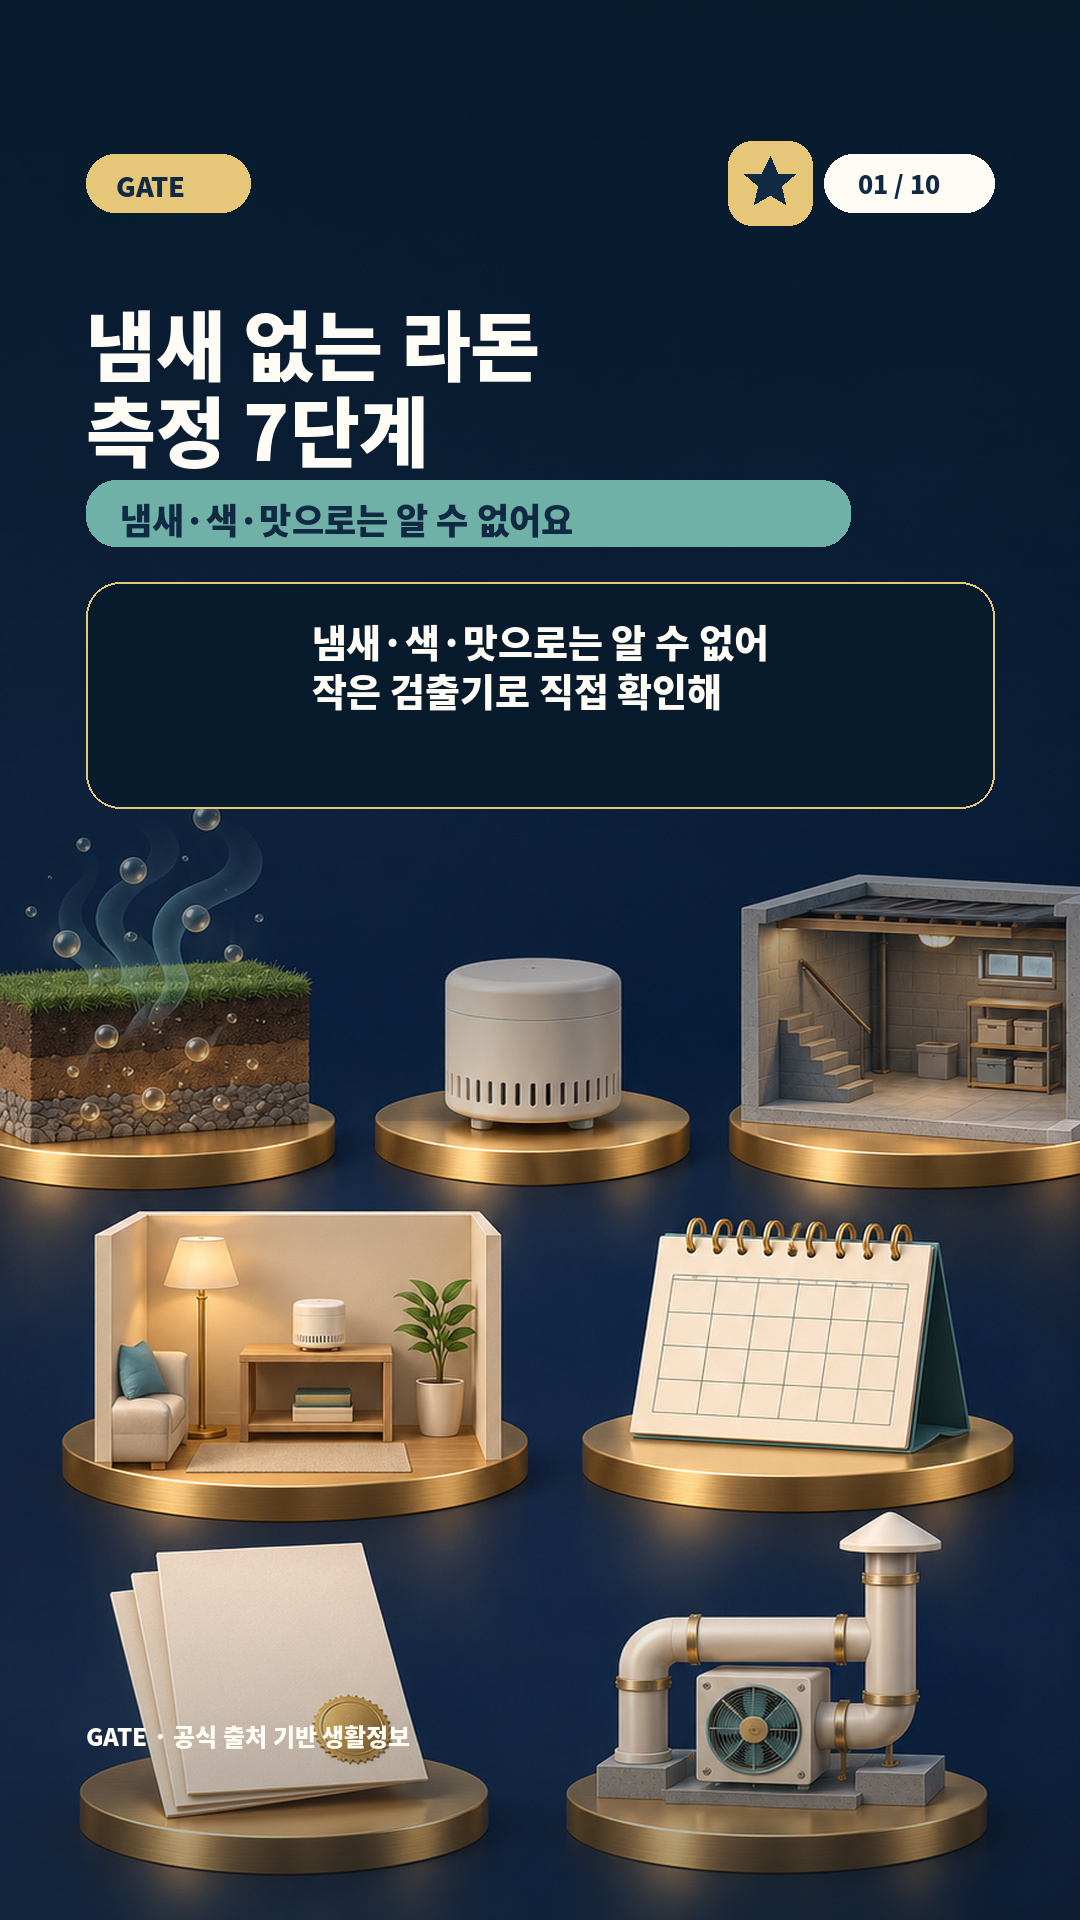 GATE
01 / 10
냄새 없는 라돈
측정 7단계
냄새·색·맛으로는 알 수 없어요
냄새·색·맛으로는 알 수 없어
작은 검출기로 직접 확인해
GATE · 공식 출처 기반 생활정보